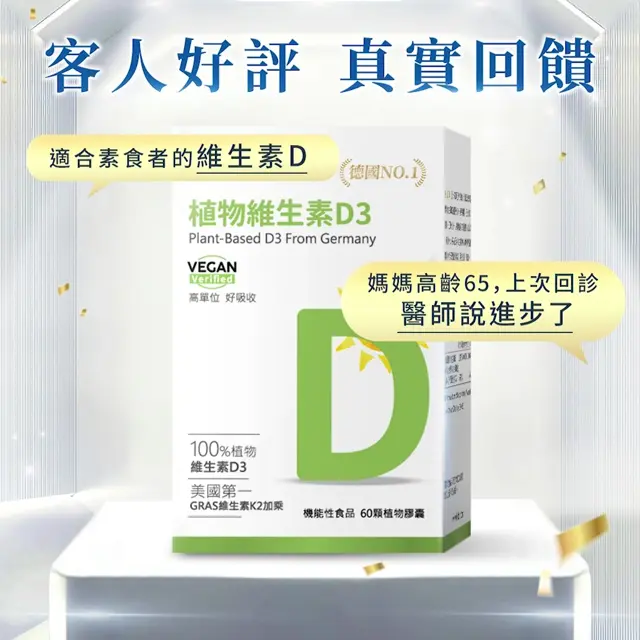 客人好評 真實回饋
適合素食者的維生素D
德國NO.1
植物維生素D3
Plant-Based D3 From Germany
VEGAN
Verified
高單位 好吸收
媽媽高齡65,上次回診
醫師說進步了
D
100%植物
維生素D3
美國第一
GRAS維生素K2加乘
機能性食品 60顆植物膠囊